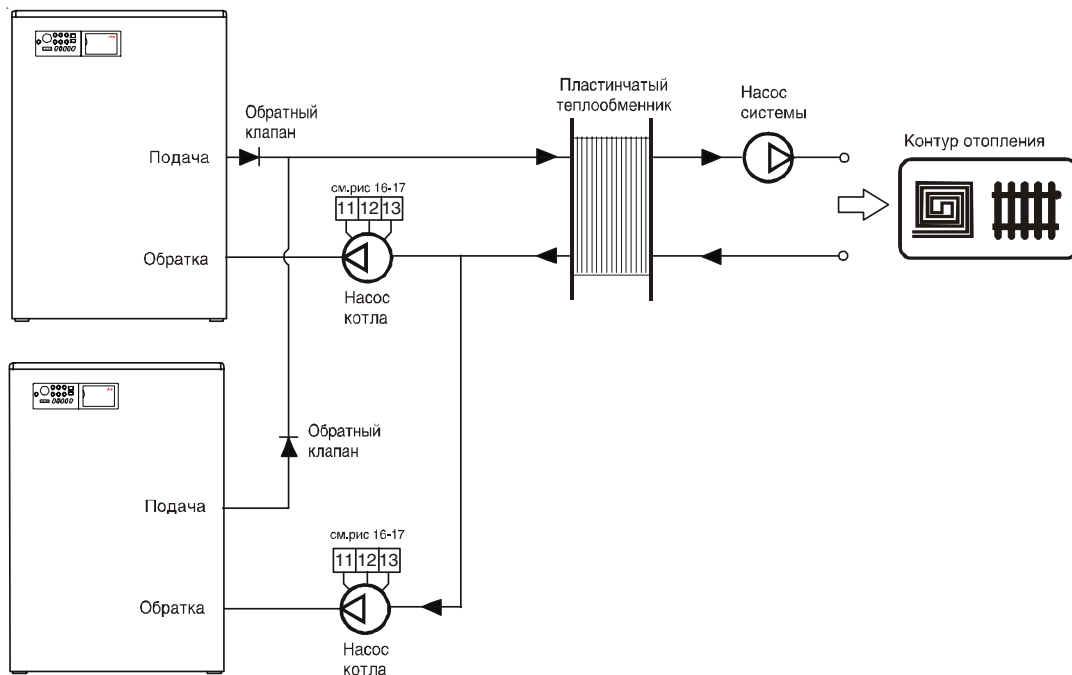 Пластинчатый
теплообменник
Насос
системы
Обратный
клапан
Контур отопления
Подача
см.рис 16-17
11 12 13
Обратка
Насос
котла
Обратный
клапан
Подача
см.рис 16-17
11 12 13
Обратка
Насос
котла